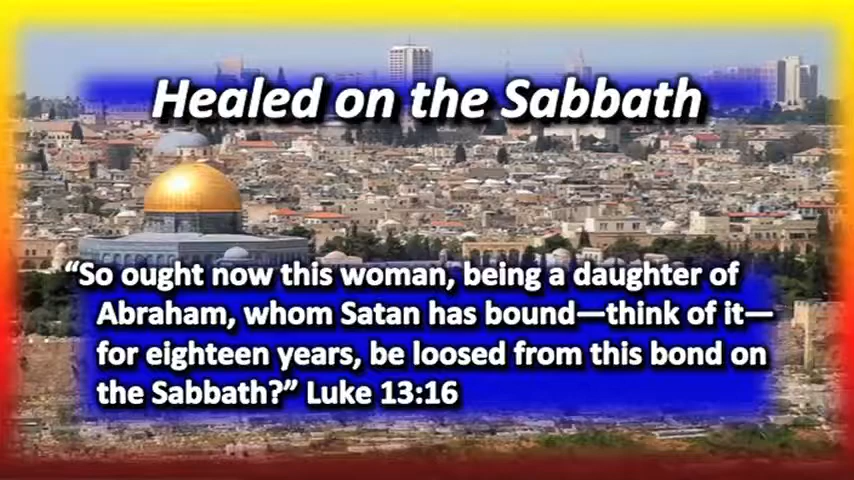 Healed on the Sabbath
“So ought now this woman, being a daughter of
Abraham, whom Satan has bound—think of it—
for eighteen years, be loosed from this bond on
the Sabbath?” Luke 13:16